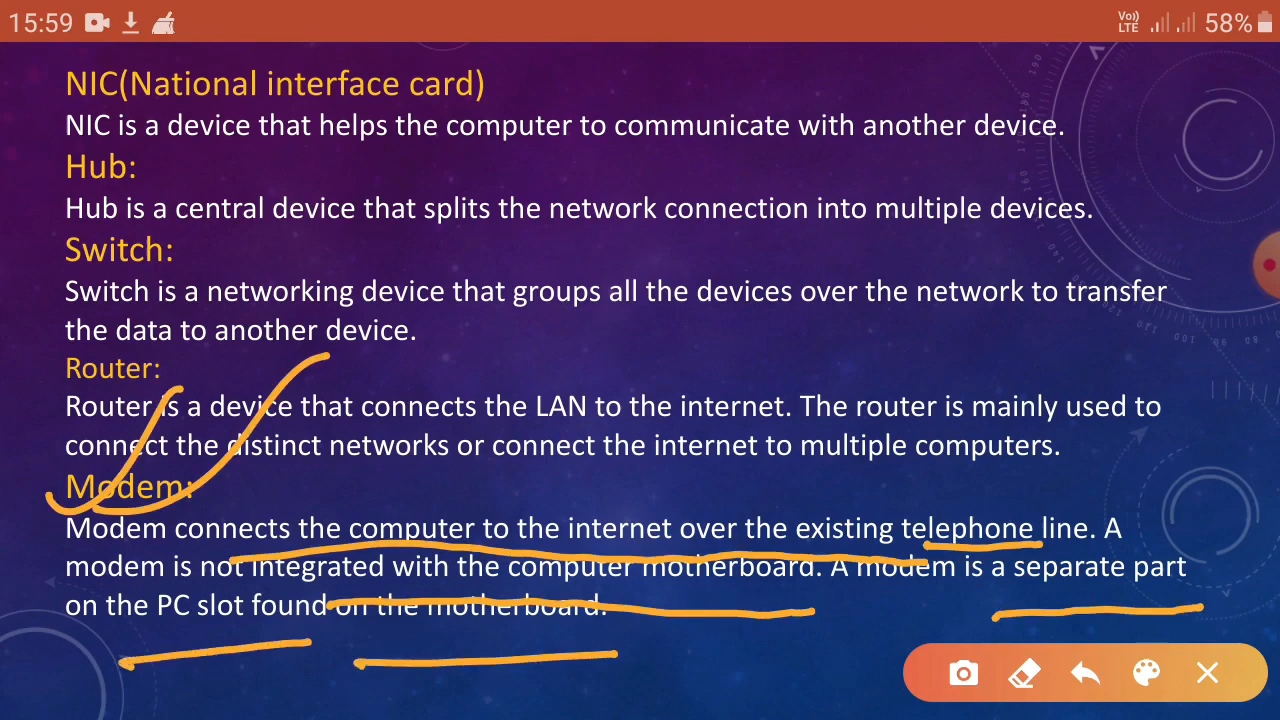 15:59 Vo)) LTE 58%
NIC(National interface card)
NIC is a device that helps the computer to communicate with another device.
Hub:
Hub is a central device that splits the network connection into multiple devices.
Switch:
Switch is a networking device that groups all the devices over the network to transfer
the data to another device.
Router:
Router is a device that connects the LAN to the internet. The router is mainly used to
connect the distinct networks or connect the internet to multiple computers.
Modem:
Modem connects the computer to the internet over the existing telephone line. A
modem is not integrated with the computer motherboard. A modem is a separate part
on the PC slot found on the motherboard.